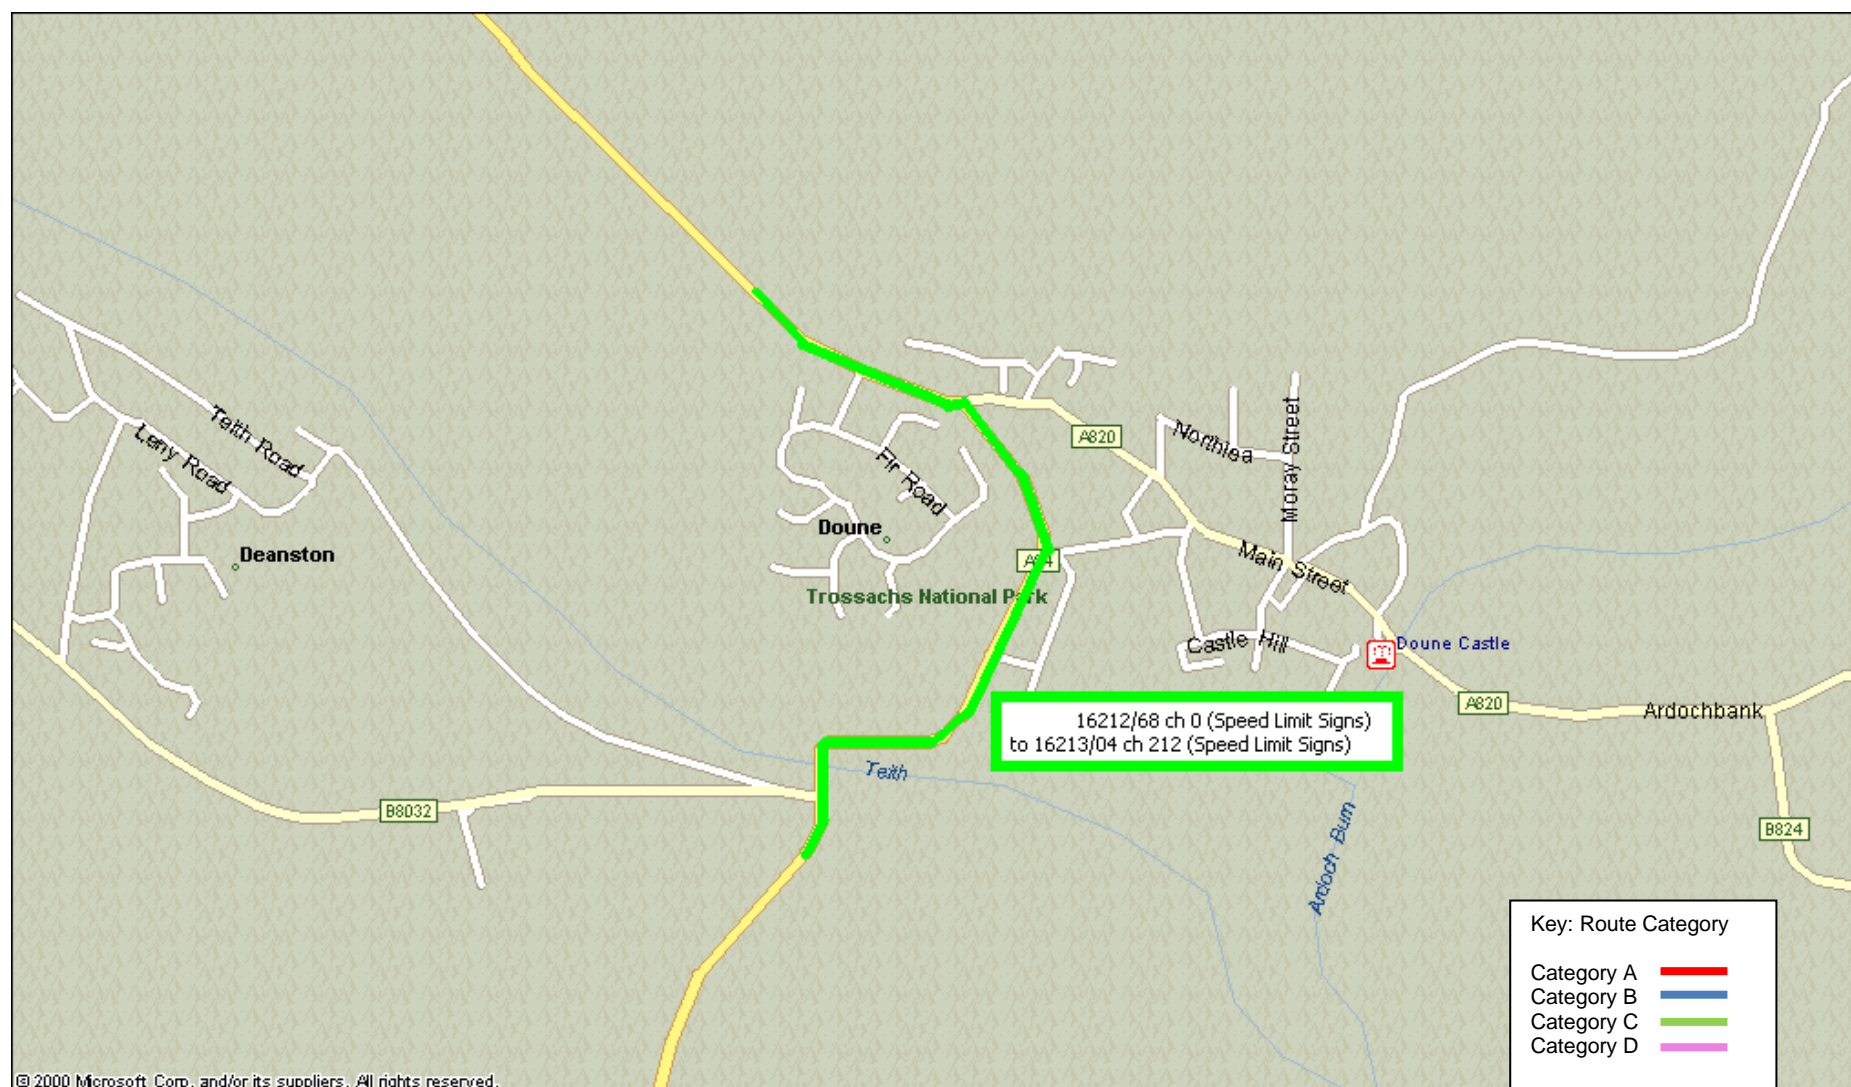 A820
Northlea
Moray Street
Teith Road
Leny Road
Fir Road
Doune
Deanston
Main Street
Trossachs National Park
Castle Hill
Doune Castle
A820
Ardochbank
16212/68 ch 0 (Speed Limit Signs)
to 16213/04 ch 212 (Speed Limit Signs)
Teith
B8032
Ardoch Burn
B824
Key: Route Category
Category A
Category B
Category C
Category D
© 2000 Microsoft Corp. and/or its suppliers. All rights reserved.